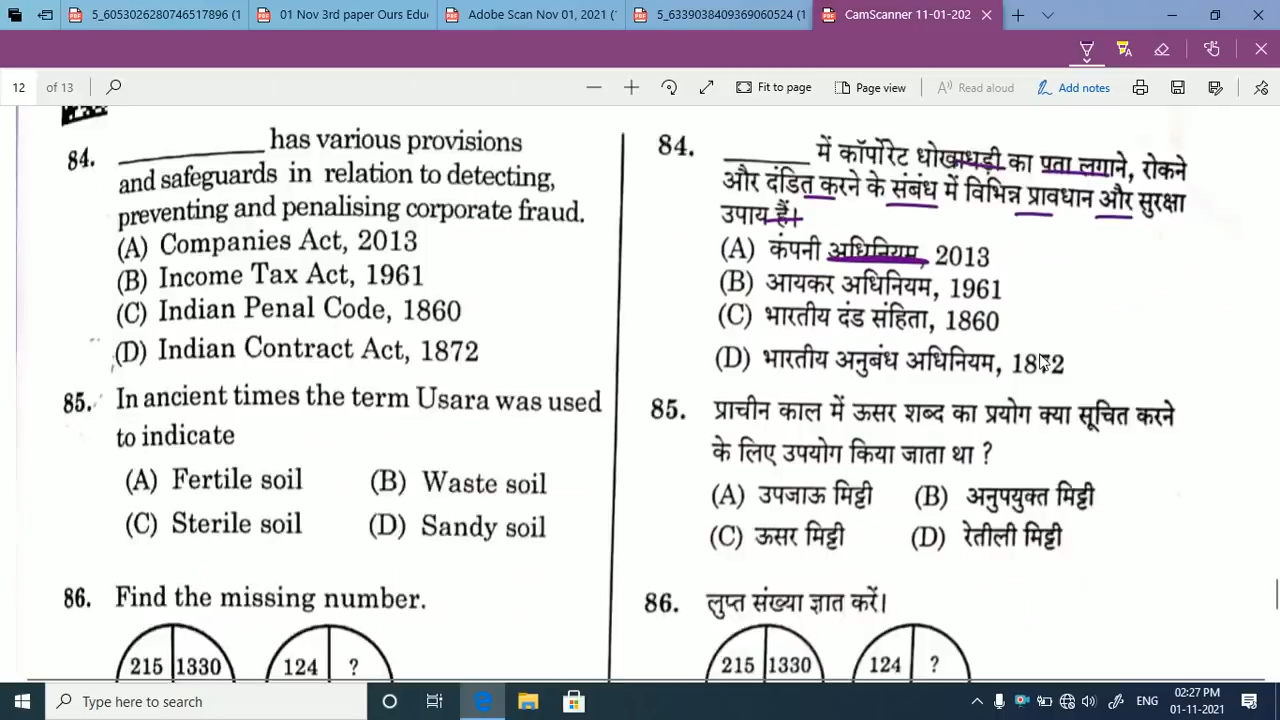 5_6053026280746517896 (1
01 Nov 3rd paper Ours Edu
Adobe Scan Nov 01, 2021 (
5_6339038409369060524 (1
CamScanner 11-01-202
12 of 13
Fit to page
Page view
Read aloud
Add notes
84. ________ has various provisions
and safeguards in relation to detecting,
preventing and penalising corporate fraud.
(A) Companies Act, 2013
(B) Income Tax Act, 1961
(C) Indian Penal Code, 1860
(D) Indian Contract Act, 1872
85. In ancient times the term Usara was used
to indicate
(A) Fertile soil (B) Waste soil
(C) Sterile soil (D) Sandy soil
86. Find the missing number.
215 1330 124 ?
84. ________ में कॉर्पोरेट धोखाधड़ी का पता लगाने, रोकने
और दंडित करने के संबंध में विभिन्न प्रावधान और सुरक्षा
उपाय हैं।
(A) कंपनी अधिनियम, 2013
(B) आयकर अधिनियम, 1961
(C) भारतीय दंड संहिता, 1860
(D) भारतीय अनुबंध अधिनियम, 1872
85. प्राचीन काल में ऊसर शब्द का प्रयोग क्या सूचित करने
के लिए उपयोग किया जाता था ?
(A) उपजाऊ मिट्टी (B) अनुपयुक्त मिट्टी
(C) ऊसर मिट्टी (D) रेतीली मिट्टी
86. लुप्त संख्या ज्ञात करें।
215 1330 124 ?
Type here to search
ENG
02:27 PM
01-11-2021